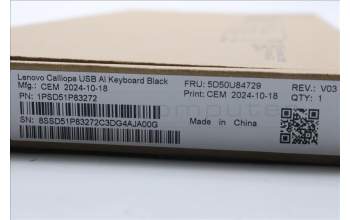 Lenovo Calliope USB AI Keyboard Black
Mfg.: CEM 2024-10-18
FRU: 5D50U84729
REV.: V03
PN: 1PSD51P83272
Print: CEM 2024-10-18
QTY: 1
SN: 8SSD51P83272C3DG4AJA00G
Made in China